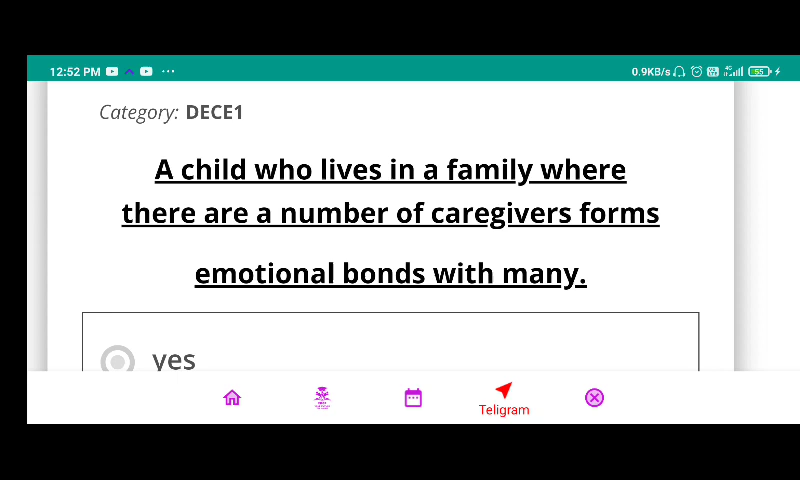 12:52 PM
0.9KB/s
4G
55
Category: DECE1
A child who lives in a family where
there are a number of caregivers forms
emotional bonds with many.
yes
Teligram